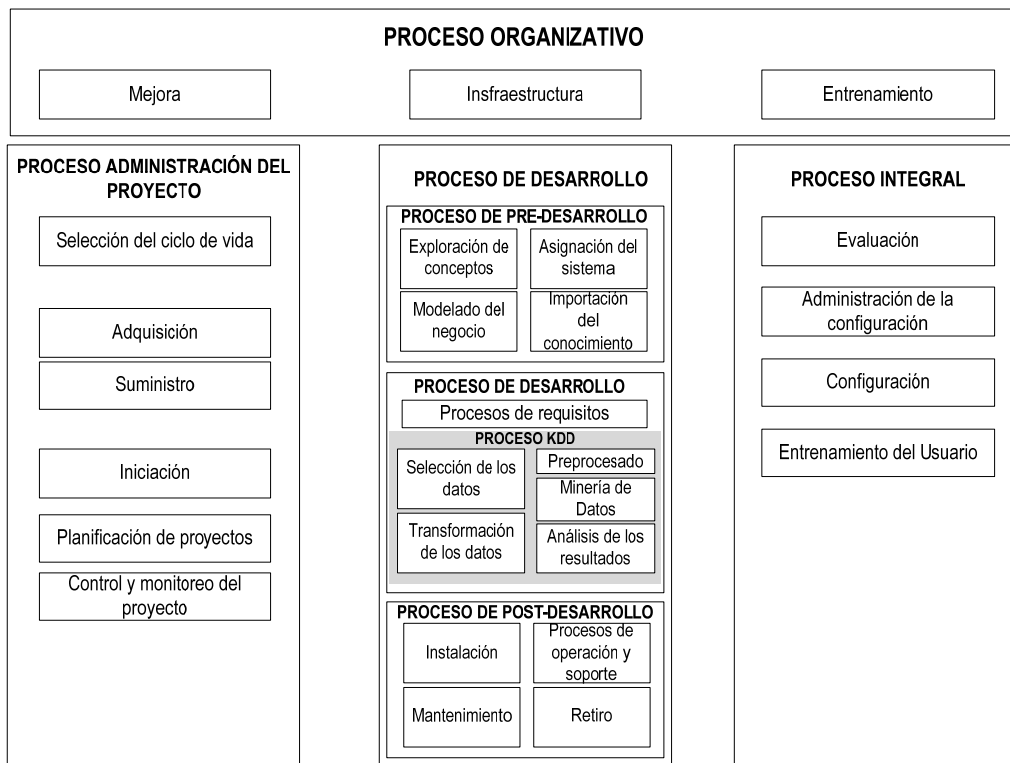 PROCESO ORGANIZATIVO
Mejora
Insfraestructura
Entrenamiento
PROCESO ADMINISTRACIÓN DEL
PROYECTO
Selección del ciclo de vida
Adquisición
Suministro
Iniciación
Planificación de proyectos
Control y monitoreo del
proyecto
PROCESO DE DESARROLLO
PROCESO DE PRE-DESARROLLO
Exploración de
conceptos
Asignación del
sistema
Modelado del
negocio
Importación
del
conocimiento
PROCESO DE DESARROLLO
Procesos de requisitos
PROCESO KDD
Selección de los
datos
Preprocesado
Minería de
Datos
Transformación
de los datos
Análisis de los
resultados
PROCESO DE POST-DESARROLLO
Instalación
Procesos de
operación y
soporte
Mantenimiento
Retiro
PROCESO INTEGRAL
Evaluación
Administración de la
configuración
Configuración
Entrenamiento del Usuario